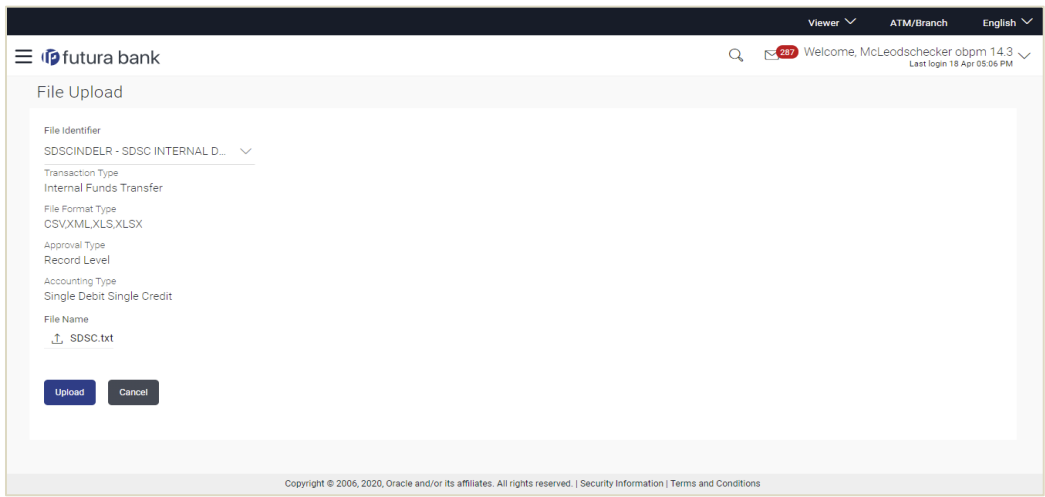 Viewer ATM/Branch English
futura bank 287 Welcome, McLeodschecker obpm 14.3
Last login 18 Apr 05:06 PM
File Upload
File Identifier
SDSCINDELR - SDSC INTERNAL D...
Transaction Type
Internal Funds Transfer
File Format Type
CSV,XML,XLS,XLSX
Approval Type
Record Level
Accounting Type
Single Debit Single Credit
File Name
SDSC.txt
Upload Cancel
Copyright © 2006, 2020, Oracle and/or its affiliates. All rights reserved. | Security Information | Terms and Conditions